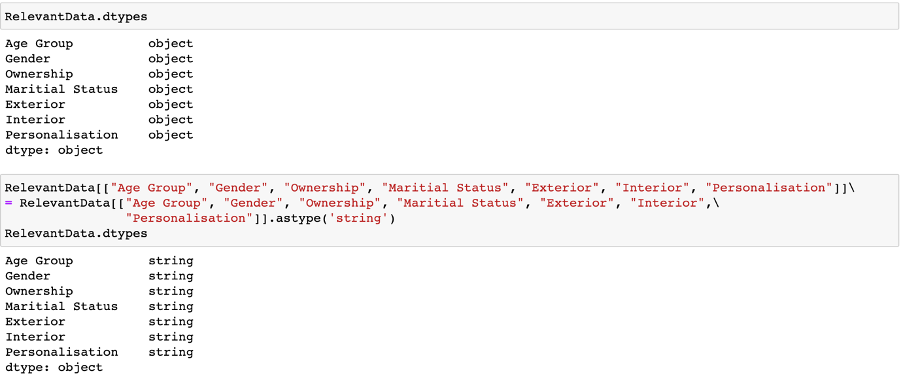 RelevantData.dtypes
Age Group object
Gender object
Ownership object
Maritial Status object
Exterior object
Interior object
Personalisation object
dtype: object
RelevantData[["Age Group", "Gender", "Ownership", "Maritial Status", "Exterior", "Interior", "Personalisation"]]\
= RelevantData[["Age Group", "Gender", "Ownership", "Maritial Status", "Exterior", "Interior",\
"Personalisation"]].astype('string')
RelevantData.dtypes
Age Group string
Gender string
Ownership string
Maritial Status string
Exterior string
Interior string
Personalisation string
dtype: object